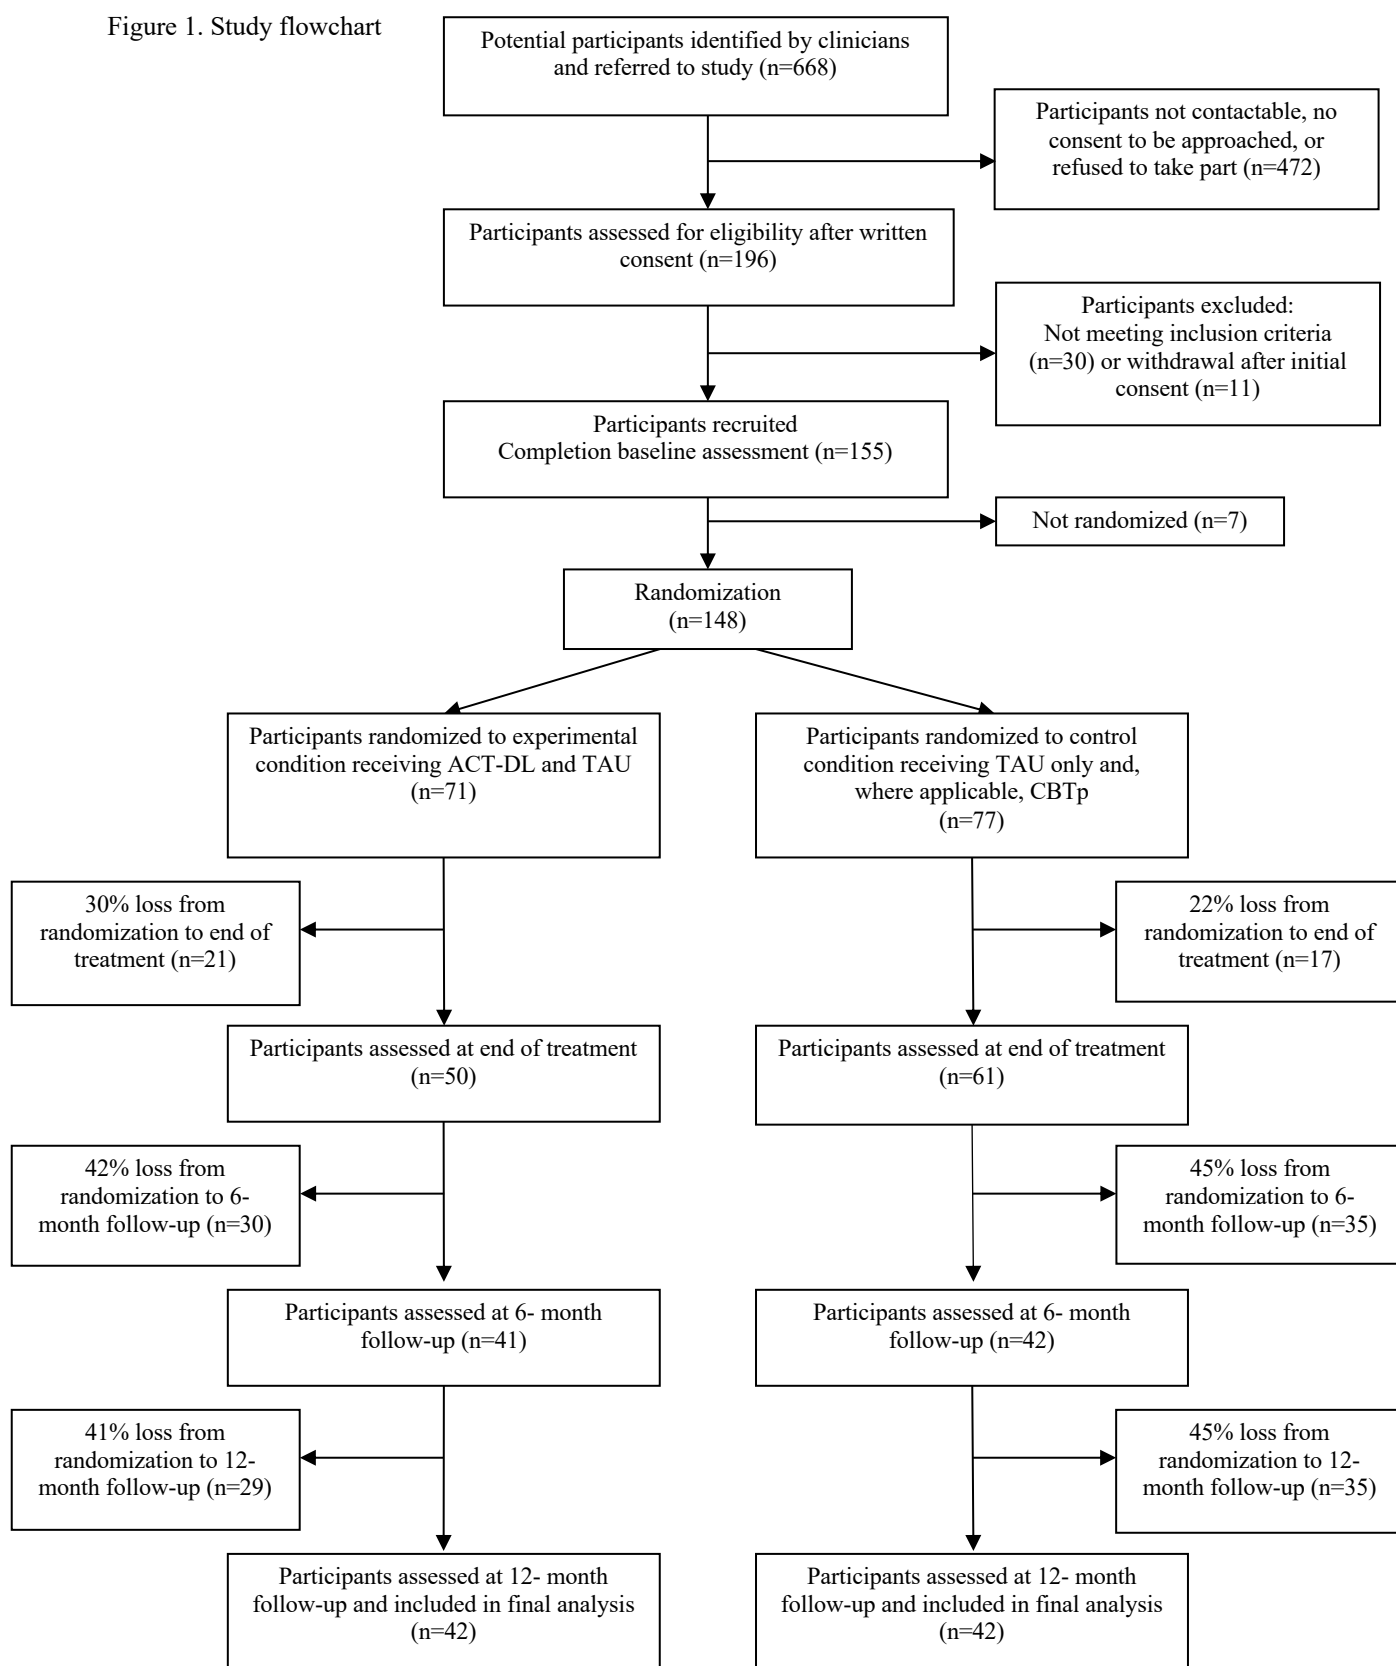 Figure 1. Study flowchart
Potential participants identified by clinicians
and referred to study (n=668)
Participants not contactable, no
consent to be approached, or
refused to take part (n=472)
Participants assessed for eligibility after written
consent (n=196)
Participants excluded:
Not meeting inclusion criteria
(n=30) or withdrawal after initial
consent (n=11)
Participants recruited
Completion baseline assessment (n=155)
Not randomized (n=7)
Randomization
(n=148)
Participants randomized to experimental
condition receiving ACT-DL and TAU
(n=71)
Participants randomized to control
condition receiving TAU only and,
where applicable, CBTp
(n=77)
30% loss from
randomization to end of
treatment (n=21)
22% loss from
randomization to end of
treatment (n=17)
Participants assessed at end of treatment
(n=50)
Participants assessed at end of treatment
(n=61)
42% loss from
randomization to 6-
month follow-up (n=30)
45% loss from
randomization to 6-
month follow-up (n=35)
Participants assessed at 6- month
follow-up (n=41)
Participants assessed at 6- month
follow-up (n=42)
41% loss from
randomization to 12-
month follow-up (n=29)
45% loss from
randomization to 12-
month follow-up (n=35)
Participants assessed at 12- month
follow-up and included in final analysis
(n=42)
Participants assessed at 12- month
follow-up and included in final analysis
(n=42)